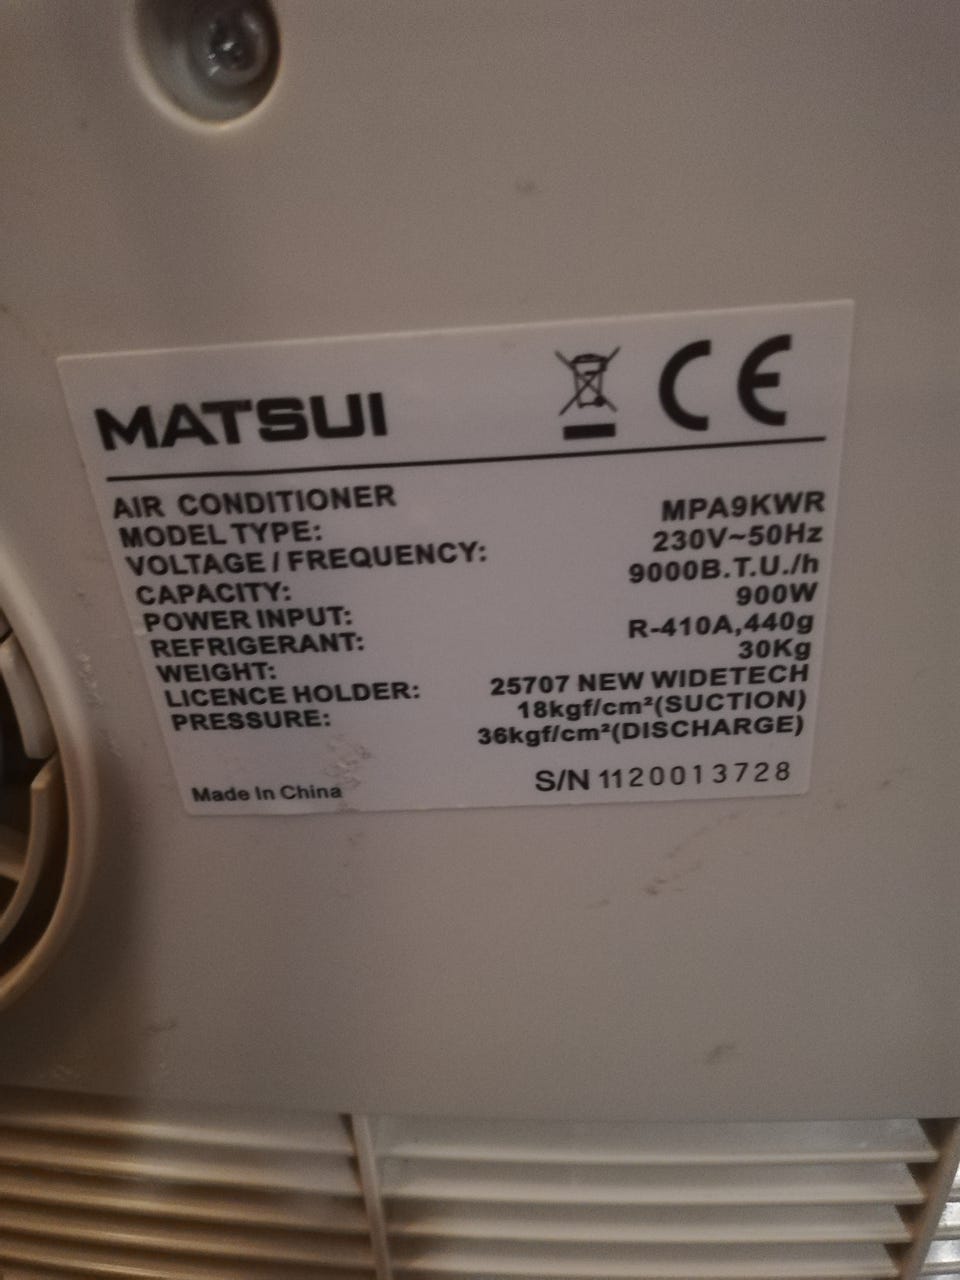 MATSUI CE
AIR CONDITIONER
MODEL TYPE: MPA9KWR
VOLTAGE / FREQUENCY: 230V~50Hz
CAPACITY: 9000B.T.U./h
POWER INPUT: 900W
REFRIGERANT: R-410A,440g
WEIGHT: 30Kg
LICENCE HOLDER: 25707 NEW WIDETECH
PRESSURE: 18kgf/cm²(SUCTION)
36kgf/cm²(DISCHARGE)
Made In China S/N 1120013728